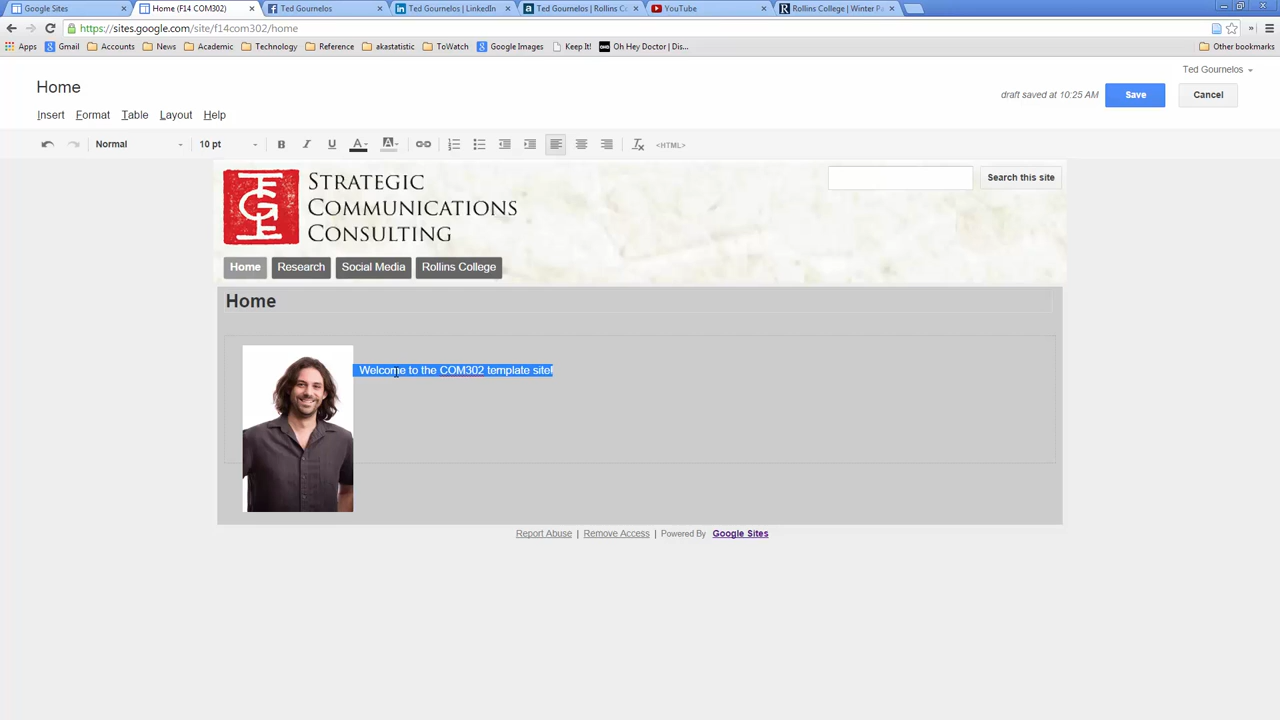 Google Sites
Home (F14 COM302)
Ted Gournelos
Ted Gournelos | LinkedIn
Ted Gournelos | Rollins C
YouTube
Rollins College | Winter P
https://sites.google.com/site/f14com302/home
Apps
Gmail
Accounts
News
Academic
Technology
Reference
akastatistic
ToWatch
Google Images
Keep It!
Oh Hey Doctor | Dis...
Other bookmarks
Ted Gournelos
Home
draft saved at 10:25 AM
Save
Cancel
Insert Format Table Layout Help
Normal
10 pt
B I U A A
<HTML>
TGE
STRATEGIC
COMMUNICATIONS
CONSULTING
Search this site
Home
Research
Social Media
Rollins College
Home
Welcome to the COM302 template site!
Report Abuse | Remove Access | Powered By Google Sites